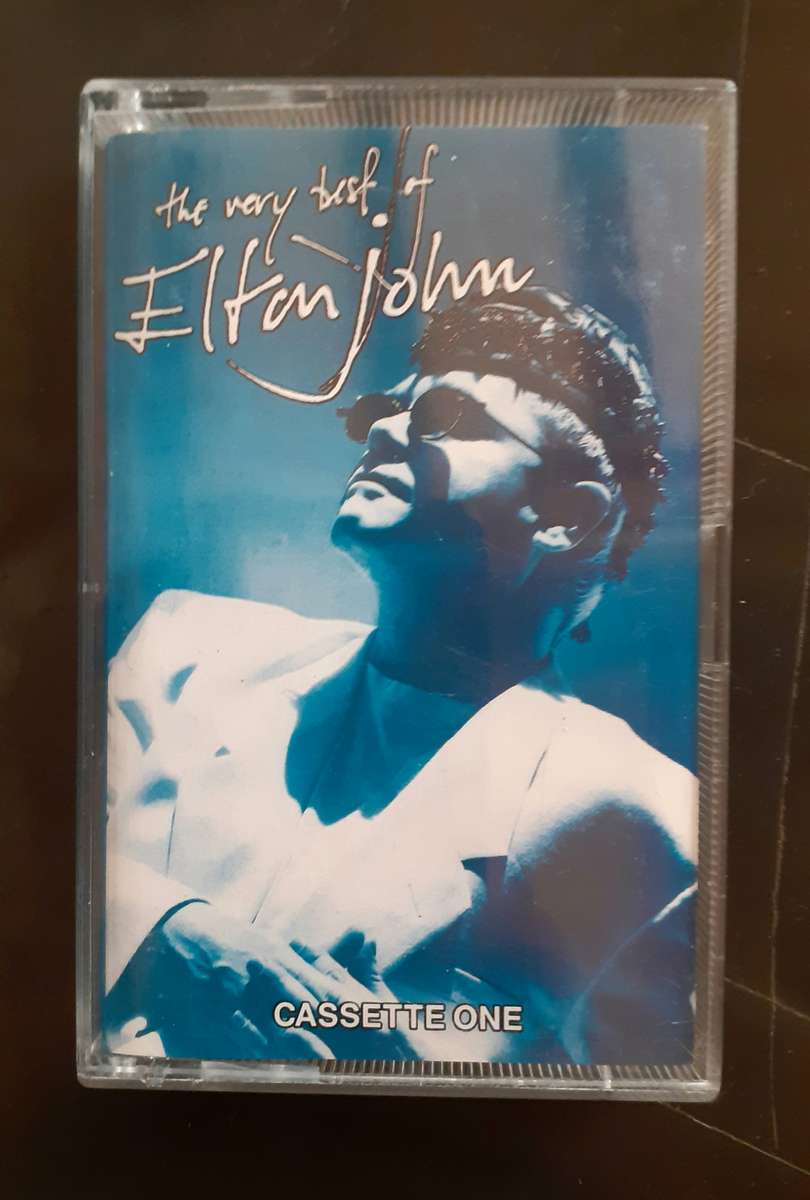 the very best of
Elton john
CASSETTE ONE